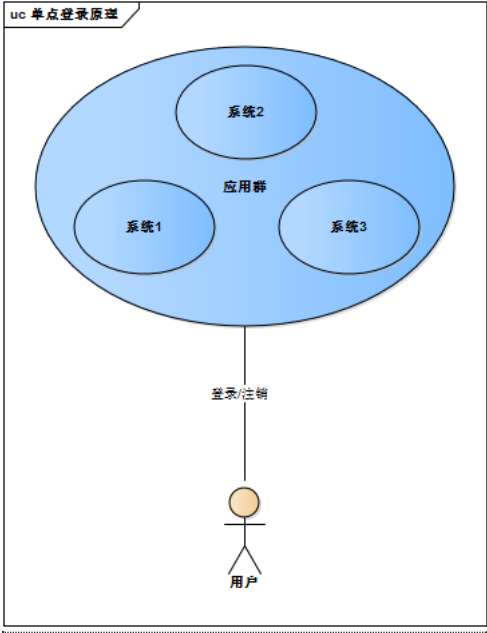 uc 单点登录原理
系统2
应用群
系统1
系统3
登录/注销
用户